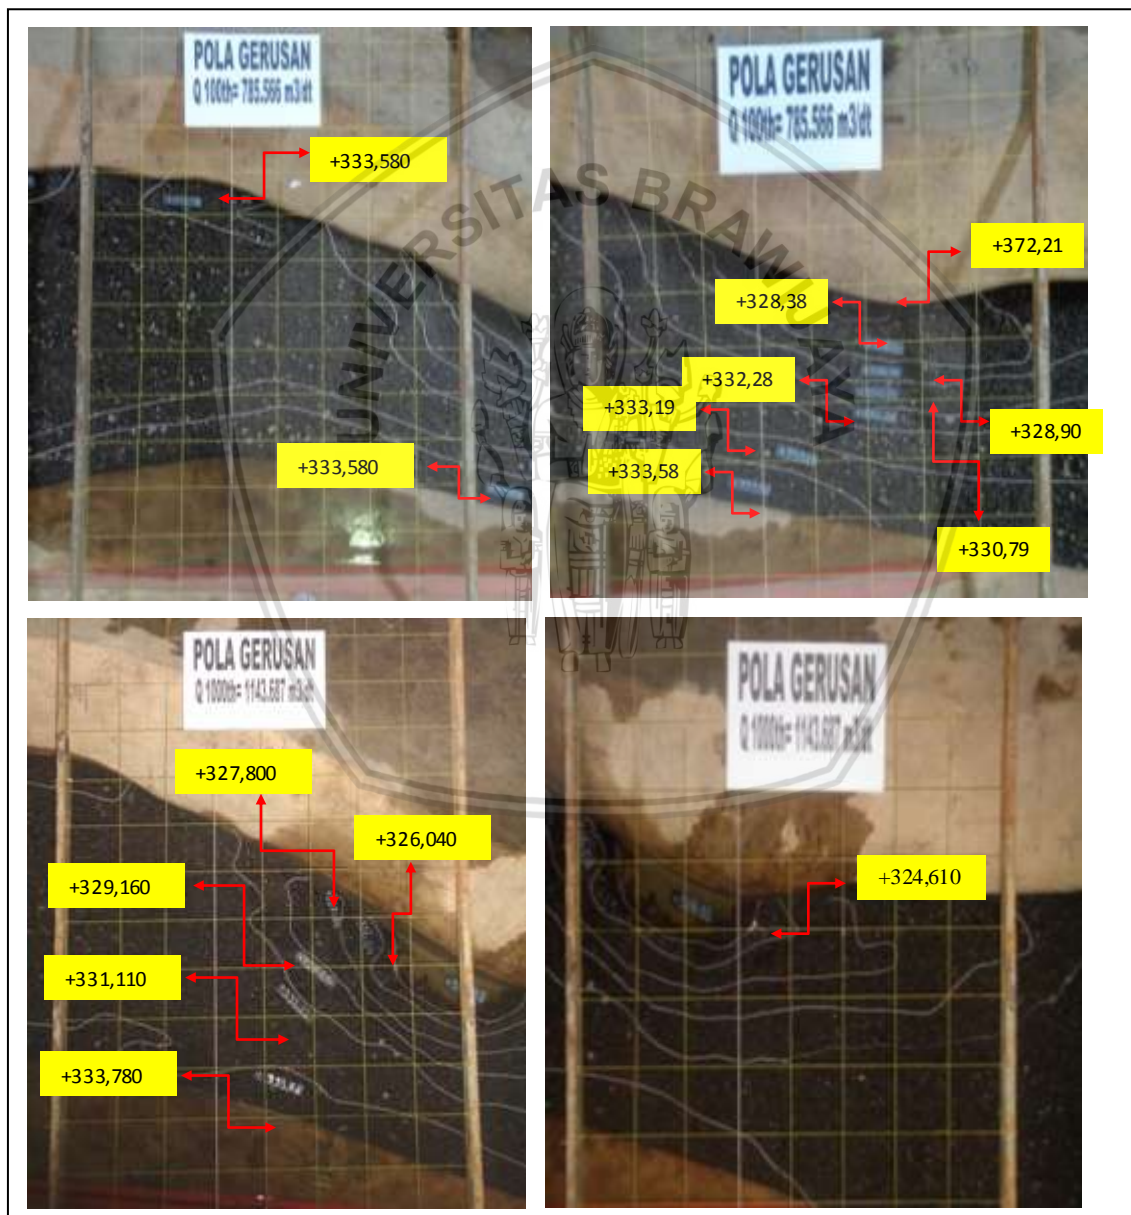 POLA GERUSAN
Q 100th= 785.566 m3/dt
+333,580
+333,580
POLA GERUSAN
Q 100th= 785.566 m3/dt
+372,21
+328,38
+332,28
+333,19
+328,90
+333,58
+330,79
POLA GERUSAN
Q 1000th= 1143.687 m3/dt
+327,800
+326,040
+329,160
+331,110
+333,780
POLA GERUSAN
Q 1000th= 1143.687 m3/dt
+324,610
UNIVERSITAS BRAWIJAYA